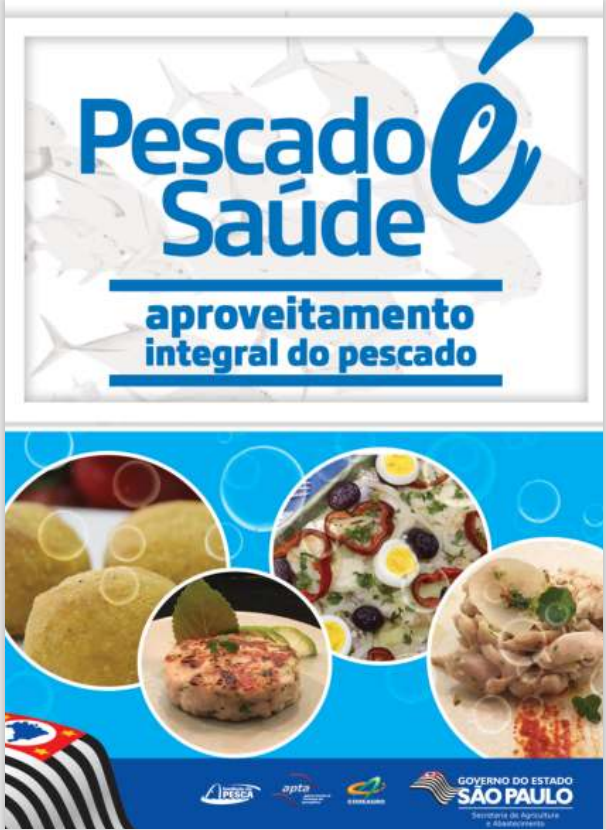 Pescado é
Saúde
aproveitamento
integral do pescado
PESCA
apta
CODEAGRO
GOVERNO DO ESTADO
SÃO PAULO
Secretaria de Agricultura
e Abastecimento